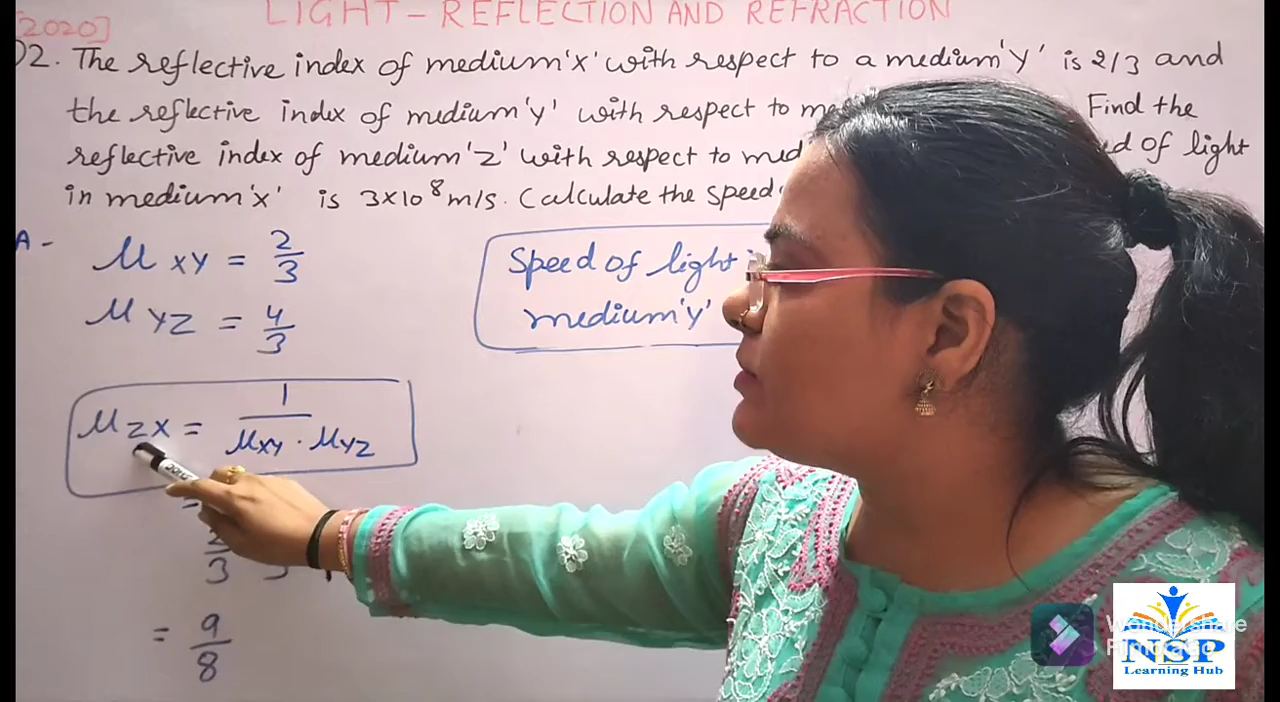 LIGHT - REFLECTION AND REFRACTION
[2020]
Q2. The reflective index of medium 'x' with respect to a medium 'y' is 2/3 and
the reflective index of medium 'y' with respect to Find the
reflective index of medium 'z' with respect to of light
in medium 'x' is 3×10⁸ m/s. Calculate the speed
A - μ xy = 2/3
μ yz = 4/3
Speed of light
medium 'y'
μ zx = 1/(μxy . μyz)
=
= 9/8
Wondershare
Filmora
NSP
Learning Hub